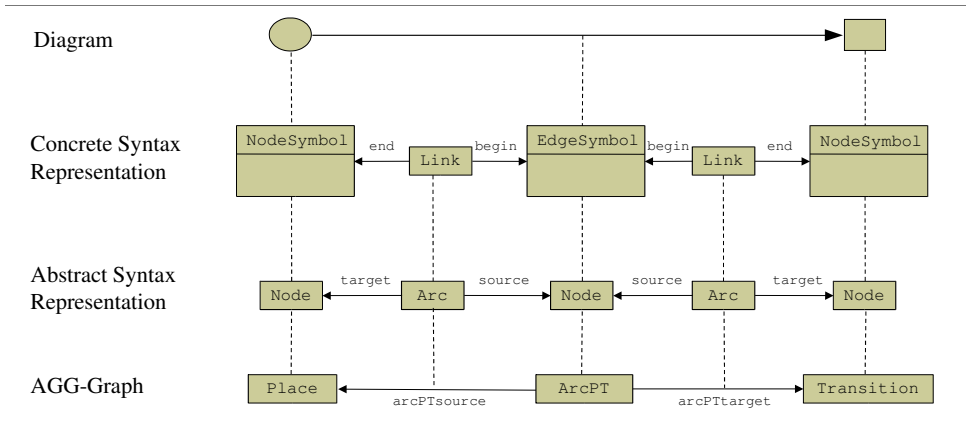 Diagram
Concrete Syntax
Representation
NodeSymbol
end
Link
begin
EdgeSymbol
begin
Link
end
NodeSymbol
Abstract Syntax
Representation
Node
target
Arc
source
Node
source
Arc
target
Node
AGG-Graph
Place
arcPTsource
ArcPT
arcPTtarget
Transition